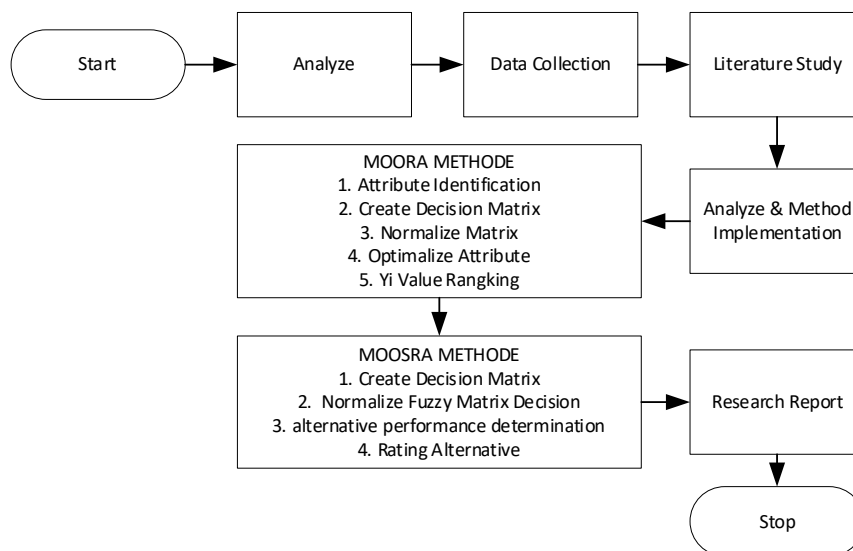 Start
Analyze
Data Collection
Literature Study
Analyze & Method
Implementation
MOORA METHODE
1. Attribute Identification
2. Create Decision Matrix
3. Normalize Matrix
4. Optimalize Attribute
5. Yi Value Rangking
MOOSRA METHODE
1. Create Decision Matrix
2. Normalize Fuzzy Matrix Decision
3. alternative performance determination
4. Rating Alternative
Research Report
Stop